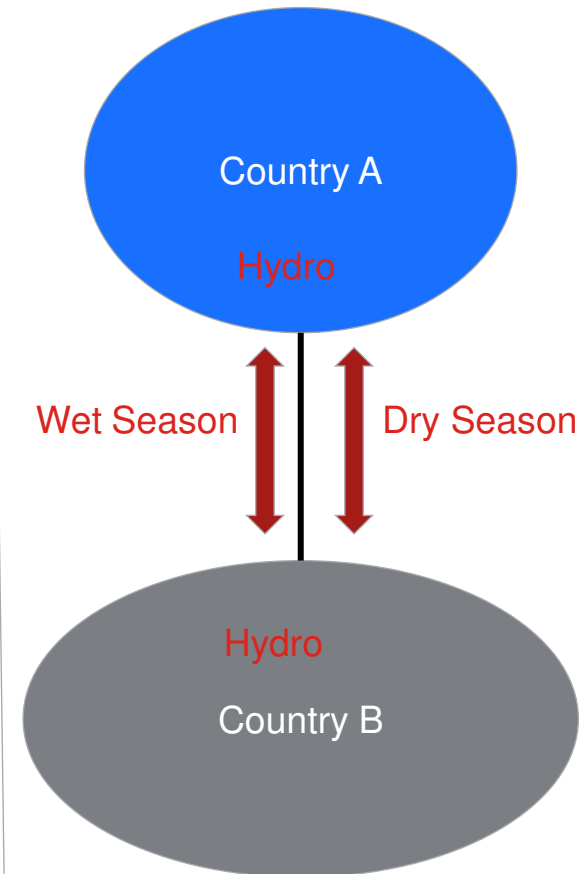 Country A
Hydro
Wet Season
Dry Season
Hydro
Country B